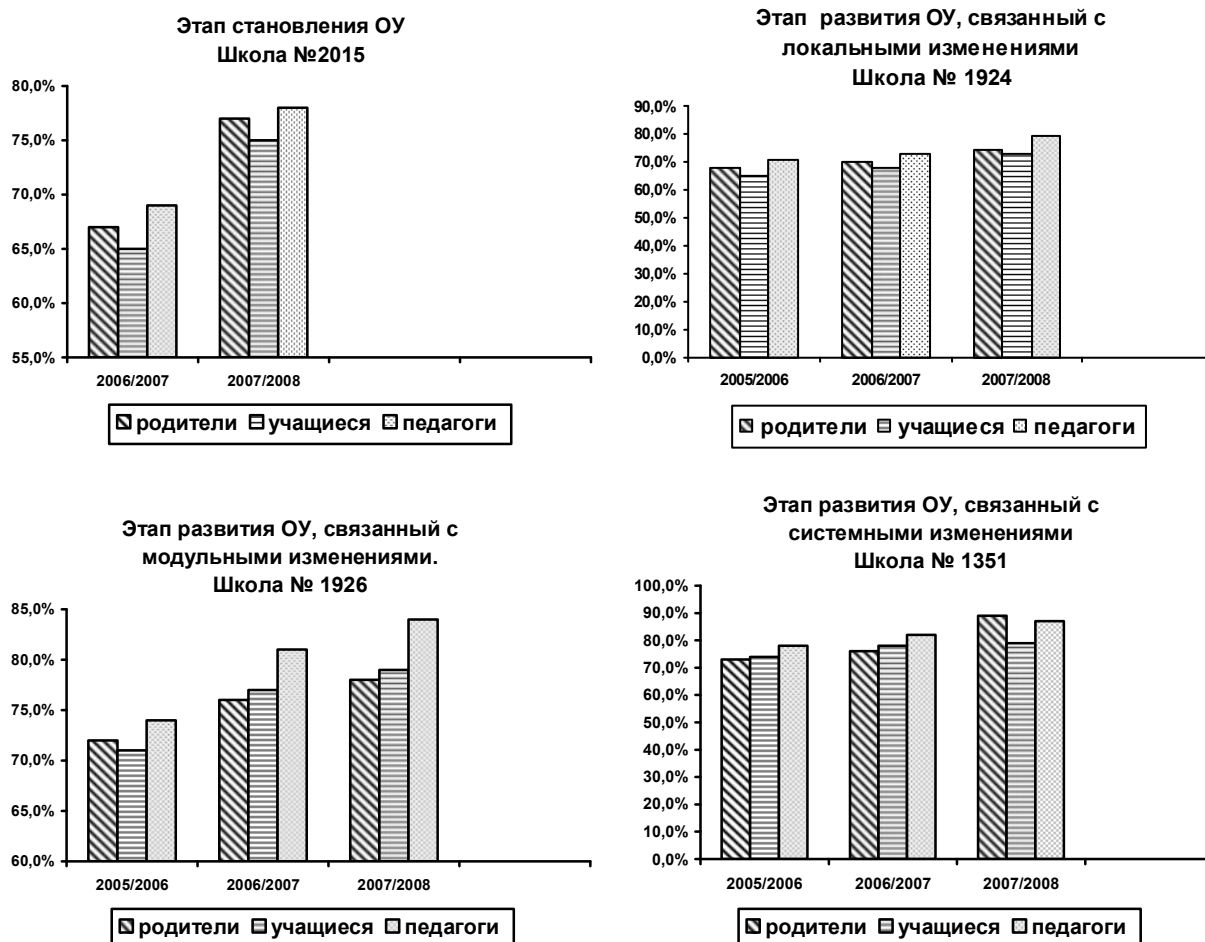 Этап становления ОУ
Школа №2015
80,0%
75,0%
70,0%
65,0%
60,0%
55,0%
2006/2007 2007/2008
родители учащиеся педагоги
Этап развития ОУ, связанный с
локальными изменениями
Школа № 1924
90,0%
80,0%
70,0%
60,0%
50,0%
40,0%
30,0%
20,0%
10,0%
0,0%
2005/2006 2006/2007 2007/2008
родители учащиеся педагоги
Этап развития ОУ, связанный с
модульными изменениями.
Школа № 1926
85,0%
80,0%
75,0%
70,0%
65,0%
60,0%
2005/2006 2006/2007 2007/2008
родители учащиеся педагоги
Этап развития ОУ, связанный с
системными изменениями
Школа № 1351
100,0%
90,0%
80,0%
70,0%
60,0%
50,0%
40,0%
30,0%
20,0%
10,0%
0,0%
2005/2006 2006/2007 2007/2008
родители учащиеся педагоги